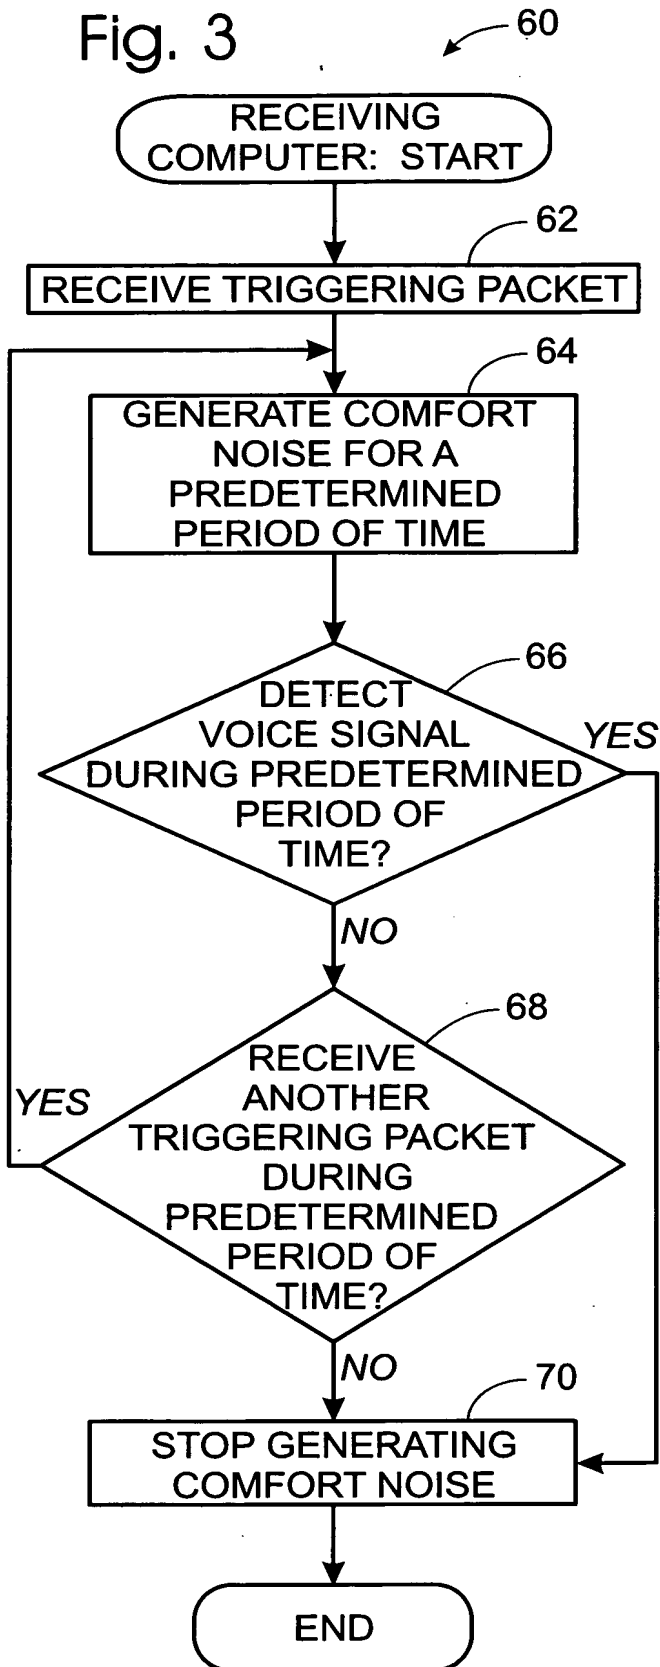 Fig. 3
60
RECEIVING
COMPUTER: START
62
RECEIVE TRIGGERING PACKET
64
GENERATE COMFORT
NOISE FOR A
PREDETERMINED
PERIOD OF TIME
66
DETECT
VOICE SIGNAL
DURING PREDETERMINED
PERIOD OF
TIME?
YES
NO
68
RECEIVE
ANOTHER
TRIGGERING PACKET
DURING
PREDETERMINED
PERIOD OF
TIME?
YES
NO
70
STOP GENERATING
COMFORT NOISE
END